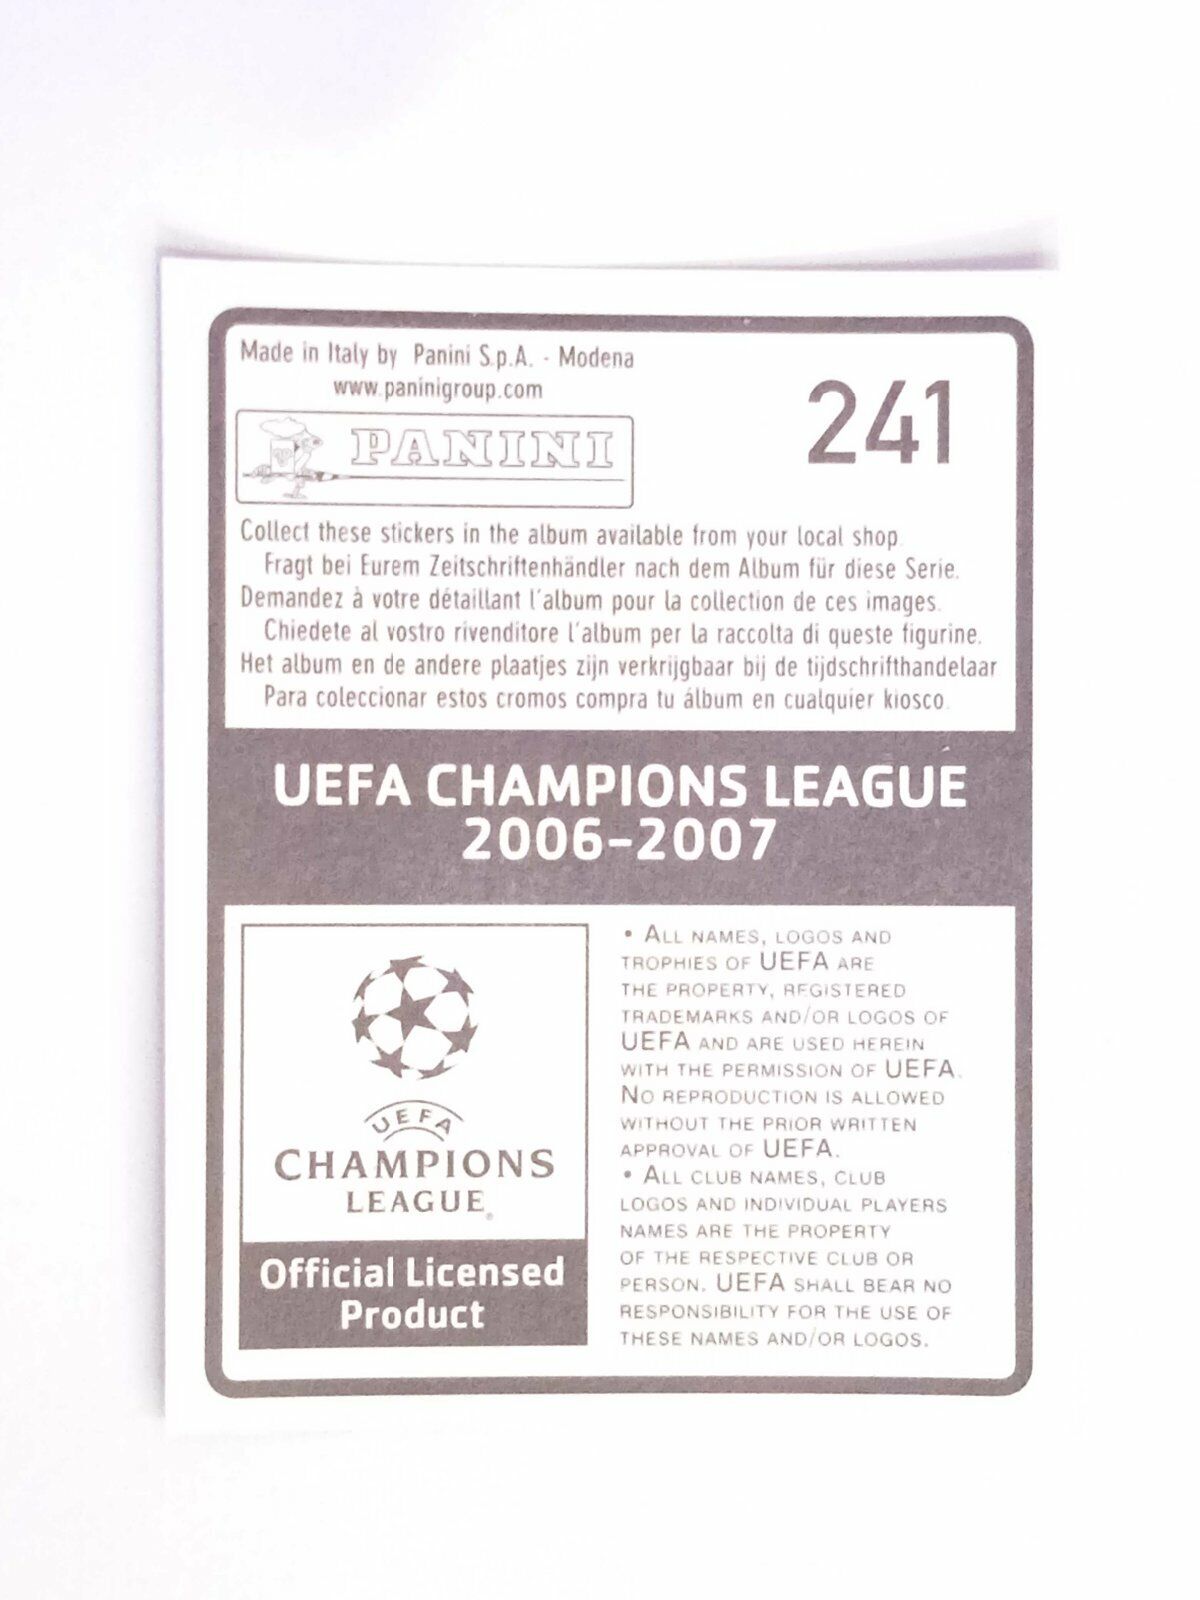 Made in Italy by Panini S.p.A. - Modena
www.paninigroup.com
241
PANINI
Collect these stickers in the album available from your local shop.
Fragt bei Eurem Zeitschriftenhändler nach dem Album für diese Serie.
Demandez à votre détaillant l'album pour la collection de ces images.
Chiedete al vostro rivenditore l'album per la raccolta di queste figurine.
Het album en de andere plaatjes zijn verkrijgbaar bij de tijdschrifthandelaar
Para coleccionar estos cromos compra tu álbum en cualquier kiosco.
UEFA CHAMPIONS LEAGUE
2006-2007
UEFA
CHAMPIONS
LEAGUE®
Official Licensed
Product
• ALL NAMES, LOGOS AND
TROPHIES OF UEFA ARE
THE PROPERTY, REGISTERED
TRADEMARKS AND/OR LOGOS OF
UEFA AND ARE USED HEREIN
WITH THE PERMISSION OF UEFA.
NO REPRODUCTION IS ALLOWED
WITHOUT THE PRIOR WRITTEN
APPROVAL OF UEFA.
• ALL CLUB NAMES, CLUB
LOGOS AND INDIVIDUAL PLAYERS
NAMES ARE THE PROPERTY
OF THE RESPECTIVE CLUB OR
PERSON. UEFA SHALL BEAR NO
RESPONSIBILITY FOR THE USE OF
THESE NAMES AND/OR LOGOS.